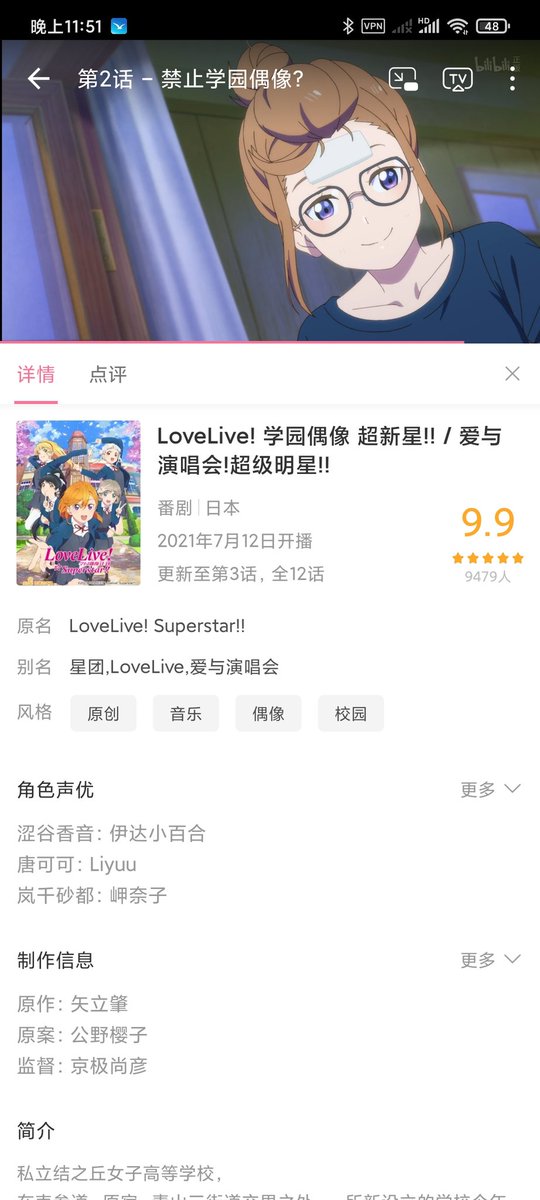 晚上11:51
VPN
HD
48
第2话 – 禁止学园偶像?
TV
bilibili
详情
点评
LoveLive!
Superstar!!
LoveLive! 学园偶像 超新星!! / 爱与
演唱会!超级明星!!
番剧 | 日本
2021年7月12日开播
更新至第3话, 全12话
9.9
9479人
原名 LoveLive! Superstar!!
别名 星团,LoveLive,爱与演唱会
风格 原创 音乐 偶像 校园
角色声优 更多
涩谷香音: 伊达小百合
唐可可: Liyuu
岚千砂都: 岬奈子
制作信息 更多
原作: 矢立肇
原案: 公野樱子
监督: 京极尚彦
简介
私立结之丘女子高等学校,